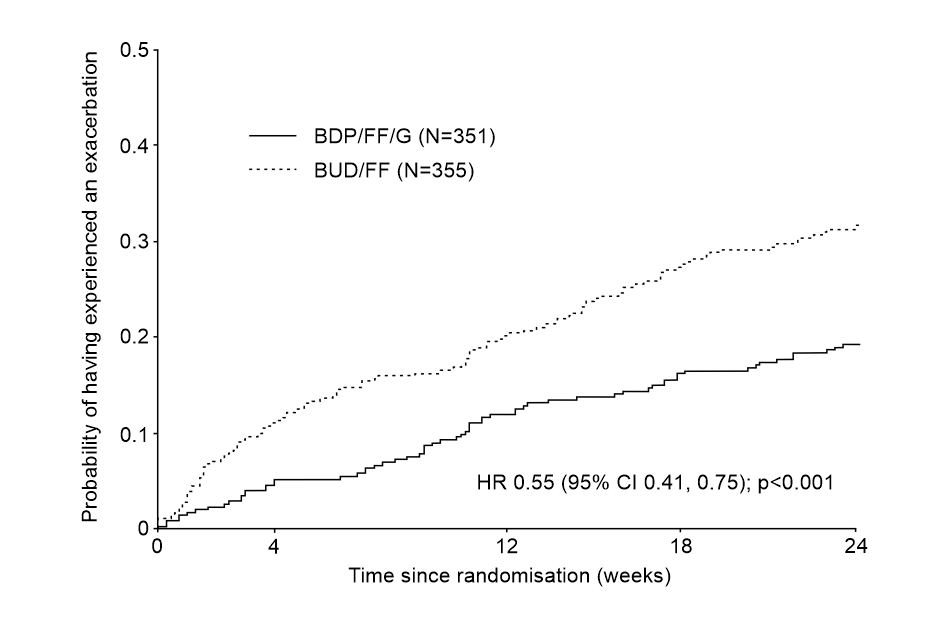 Probability of having experienced an exacerbation
0.5
0.4
0.3
0.2
0.1
0
BDP/FF/G (N=351)
BUD/FF (N=355)
HR 0.55 (95% CI 0.41, 0.75); p<0.001
0 4 12 18 24
Time since randomisation (weeks)